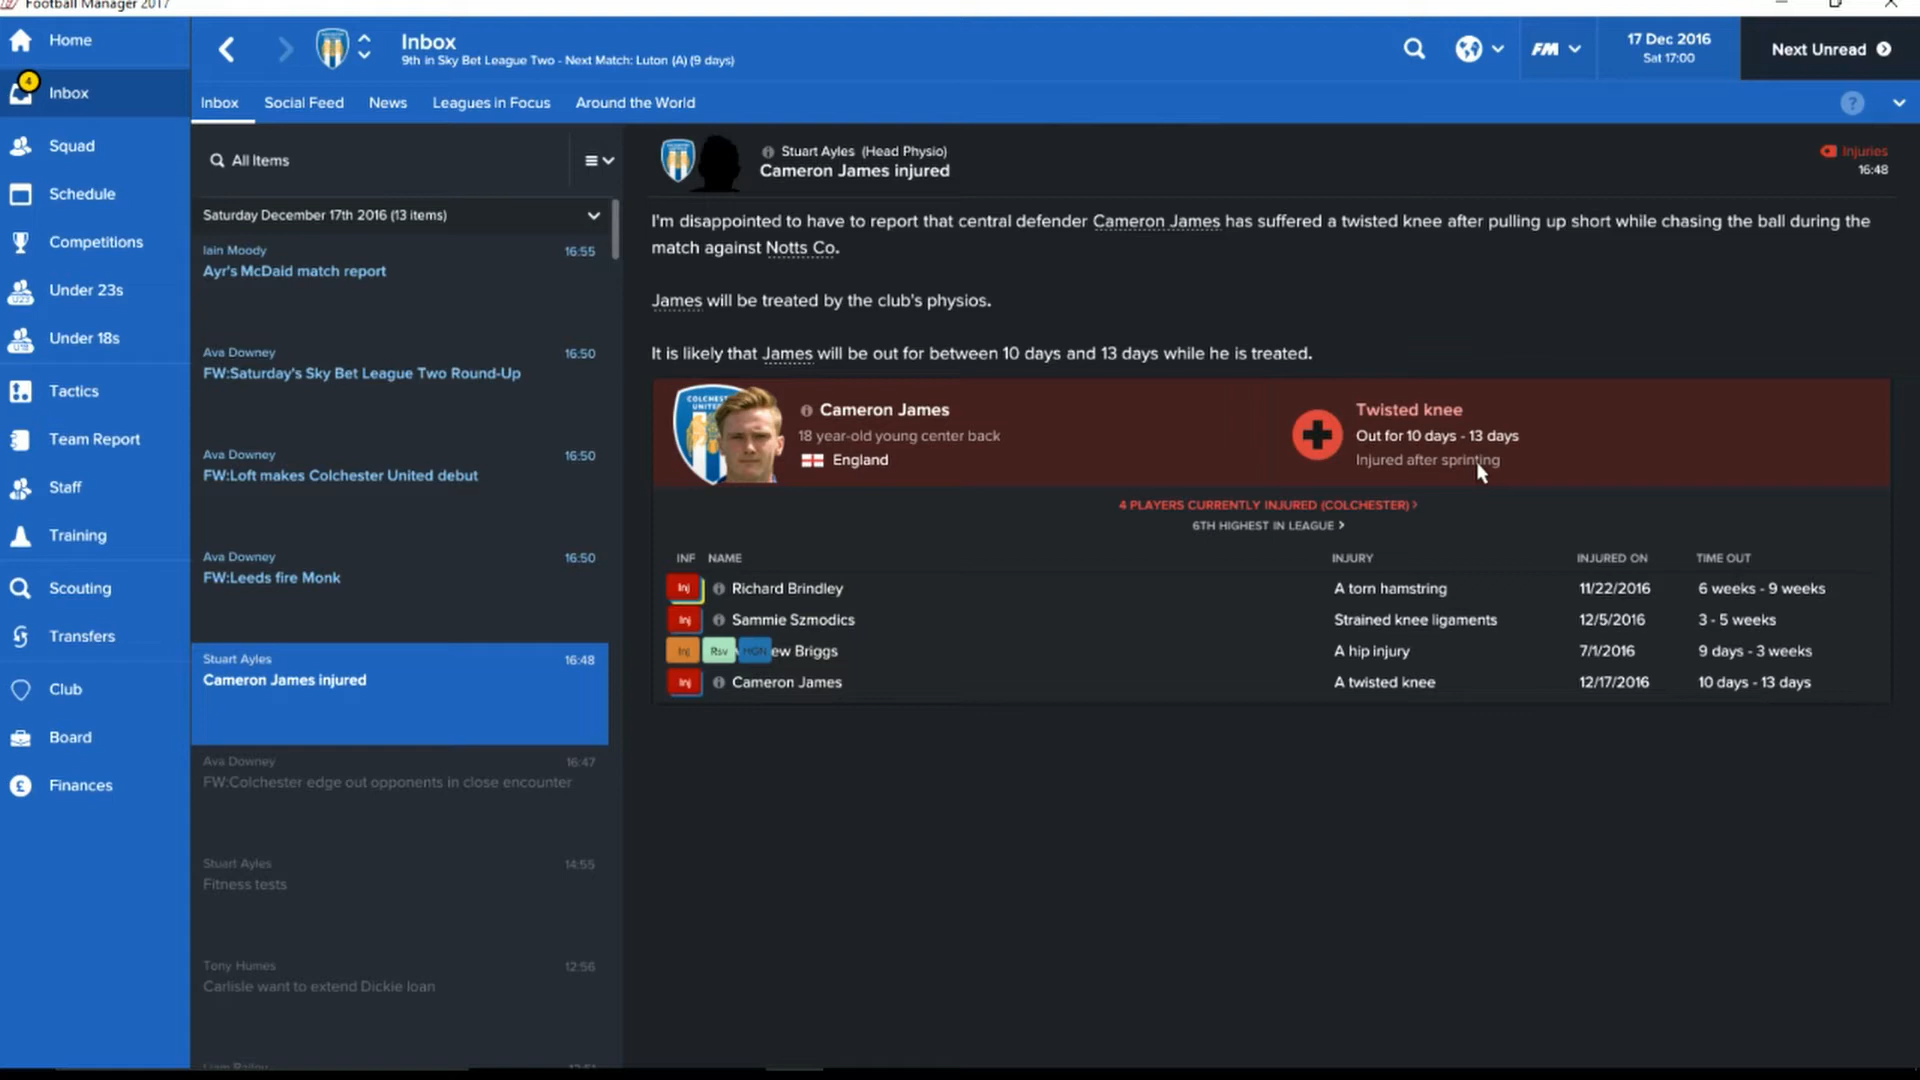 Football Manager 2017
Home
4
Inbox
Squad
Schedule
Competitions
Under 23s
Under 18s
Tactics
Team Report
Staff
Training
Scouting
Transfers
Club
Board
Finances
Inbox
9th in Sky Bet League Two - Next Match: Luton (A) (9 days)
FM
17 Dec 2016
Sat 17:00
Next Unread
Inbox Social Feed News Leagues in Focus Around the World
?
All Items
Saturday December 17th 2016 (13 items)
Iain Moody 16:55
Ayr's McDaid match report
Ava Downey 16:50
FW:Saturday's Sky Bet League Two Round-Up
Ava Downey 16:50
FW:Loft makes Colchester United debut
Ava Downey 16:50
FW:Leeds fire Monk
Stuart Ayles 16:48
Cameron James injured
Ava Downey 16:47
FW:Colchester edge out opponents in close encounter
Stuart Ayles 14:55
Fitness tests
Tony Humes 12:56
Carlisle want to extend Dickie loan
Stuart Ayles (Head Physio)
Cameron James injured
Injuries
16:48
I'm disappointed to have to report that central defender Cameron James has suffered a twisted knee after pulling up short while chasing the ball during the
match against Notts Co.
James will be treated by the club's physios.
It is likely that James will be out for between 10 days and 13 days while he is treated.
Cameron James
18 year-old young center back
England
Twisted knee
Out for 10 days - 13 days
Injured after sprinting
4 PLAYERS CURRENTLY INJURED (COLCHESTER)
6TH HIGHEST IN LEAGUE
INF NAME INJURY INJURED ON TIME OUT
Inj Richard Brindley A torn hamstring 11/22/2016 6 weeks - 9 weeks
Inj Sammie Szmodics Strained knee ligaments 12/5/2016 3 - 5 weeks
Inj Rsv HGN ew Briggs A hip injury 7/1/2016 9 days - 3 weeks
Inj Cameron James A twisted knee 12/17/2016 10 days - 13 days